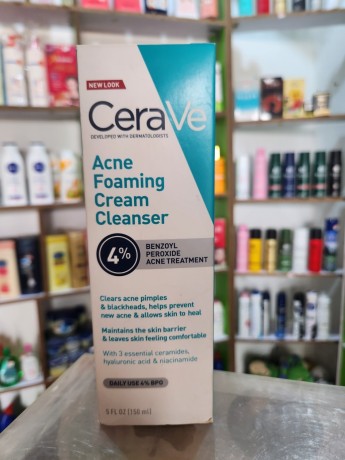 NEW LOOK
CeraVe
DEVELOPED WITH DERMATOLOGISTS
Acne
Foaming
Cream
Cleanser
4%
BENZOYL
PEROXIDE
ACNE TREATMENT
Clears acne pimples
& blackheads, helps prevent
new acne & allows skin to heal
Maintains the skin barrier
& leaves skin feeling comfortable
With 3 essential ceramides,
hyaluronic acid & niacinamide
DAILY USE 4% BPO
5 FL OZ (150 ml)